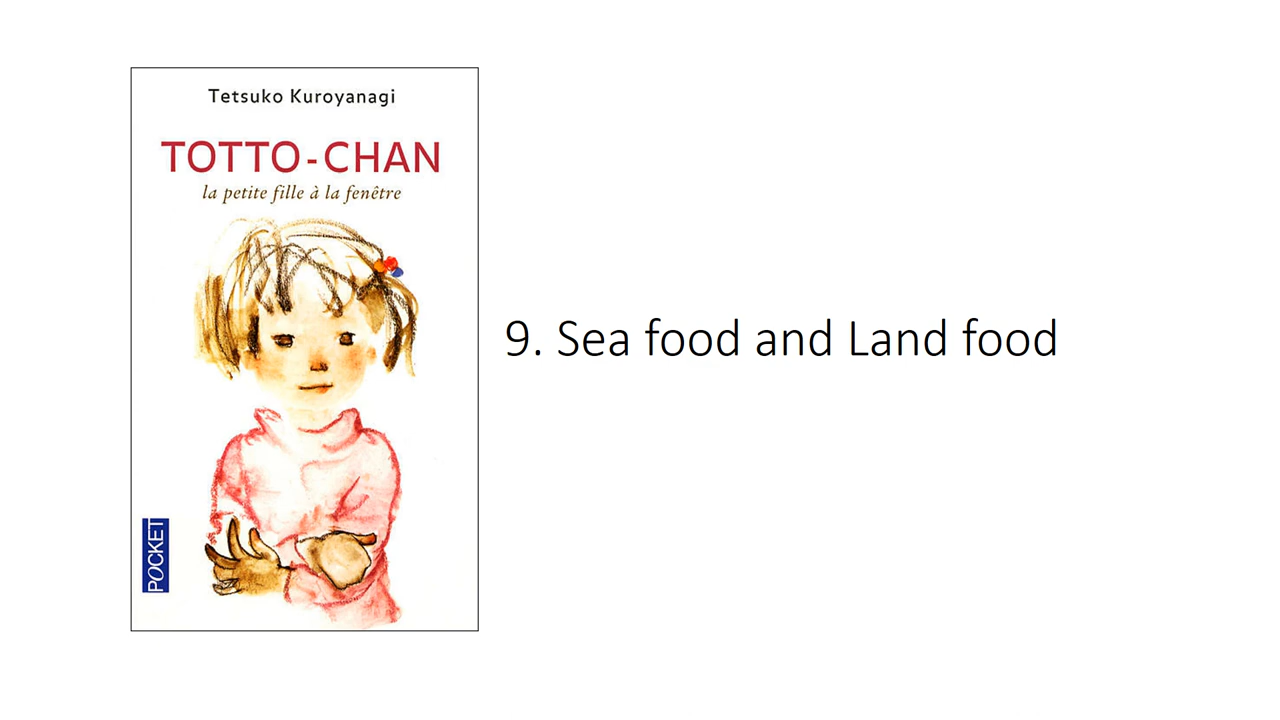 Tetsuko Kuroyanagi
TOTTO-CHAN
la petite fille à la fenêtre
POCKET
9. Sea food and Land food